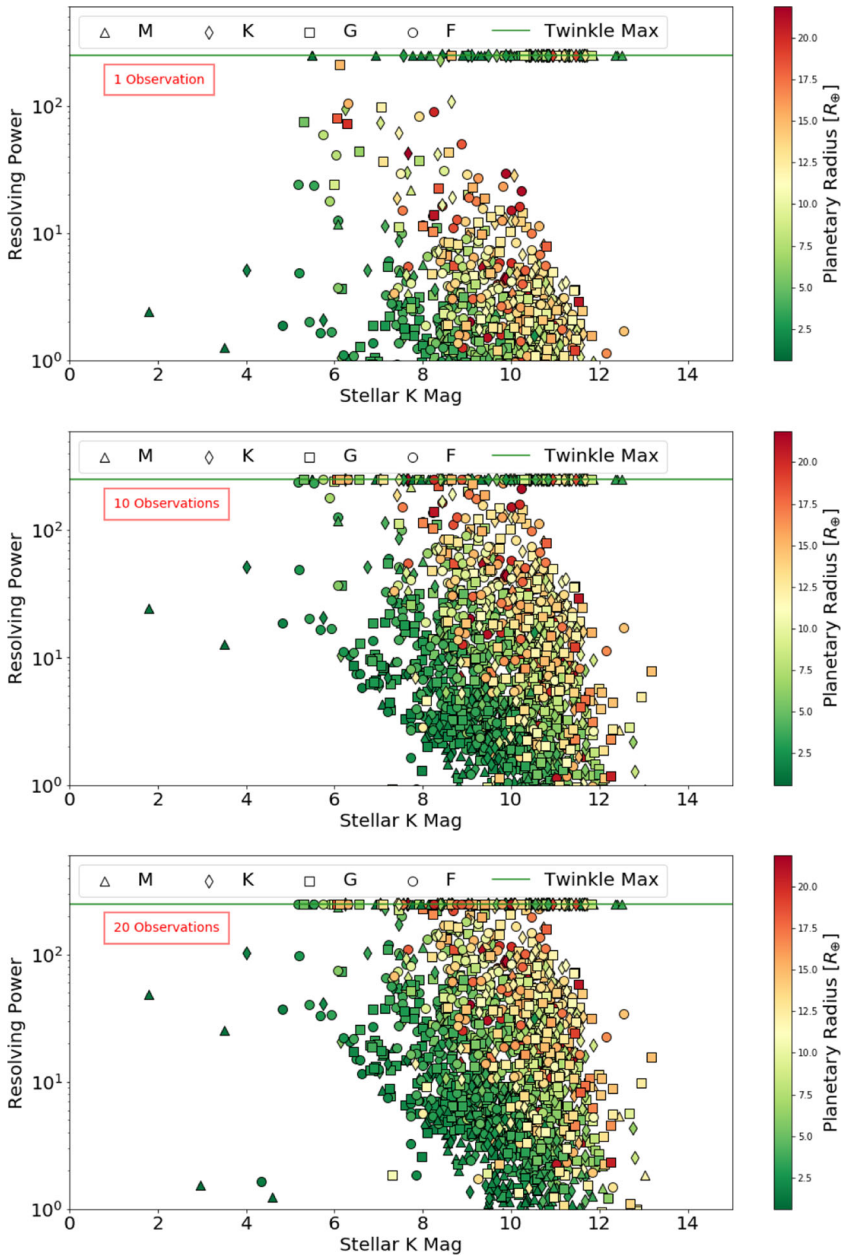 M K G F Twinkle Max
1 Observation
Resolving Power
10²
10¹
10⁰
0 2 4 6 8 10 12 14
Stellar K Mag
20.0
17.5
15.0
12.5
10.0
7.5
5.0
2.5
Planetary Radius [R⊕]
M K G F Twinkle Max
10 Observations
Resolving Power
10²
10¹
10⁰
0 2 4 6 8 10 12 14
Stellar K Mag
20.0
17.5
15.0
12.5
10.0
7.5
5.0
2.5
Planetary Radius [R⊕]
M K G F Twinkle Max
20 Observations
Resolving Power
10²
10¹
10⁰
0 2 4 6 8 10 12 14
Stellar K Mag
20.0
17.5
15.0
12.5
10.0
7.5
5.0
2.5
Planetary Radius [R⊕]